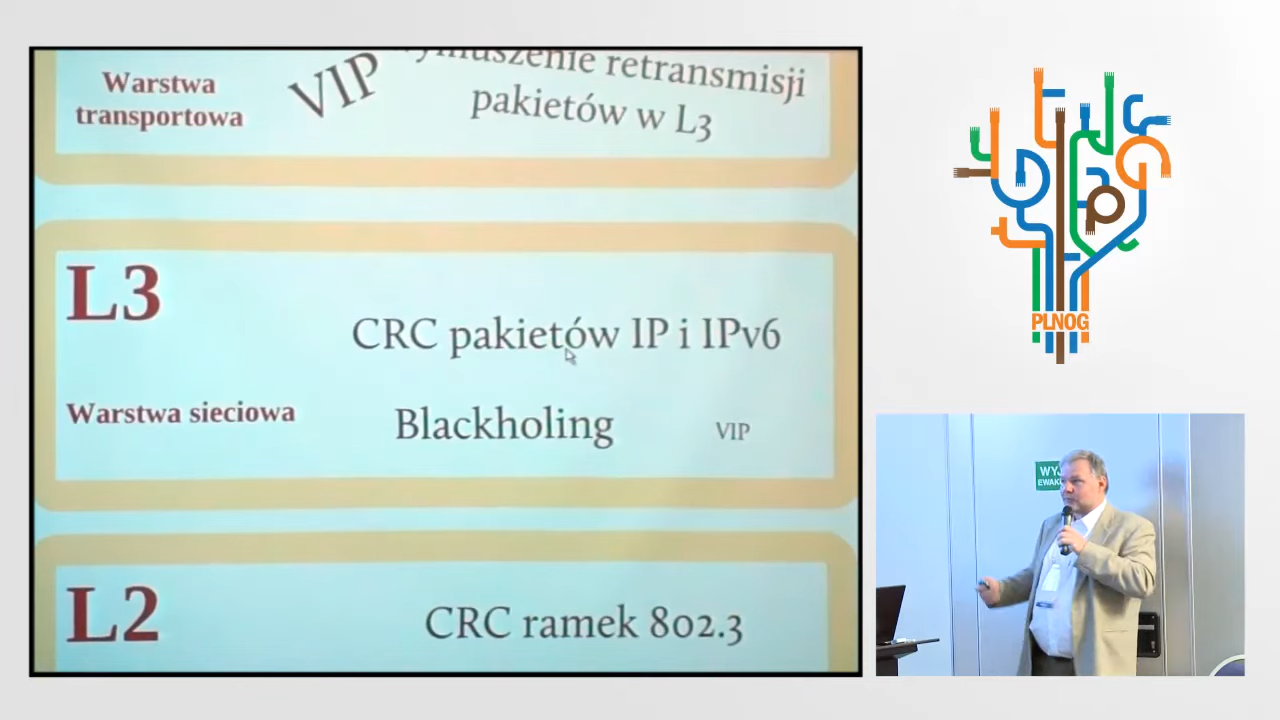 Warstwa
transportowa
VIP
retransmisji
pakietów w L3
L3
CRC pakietów IP i IPv6
Warstwa sieciowa
Blackholing
VIP
L2
CRC ramek 802.3
PLNOG